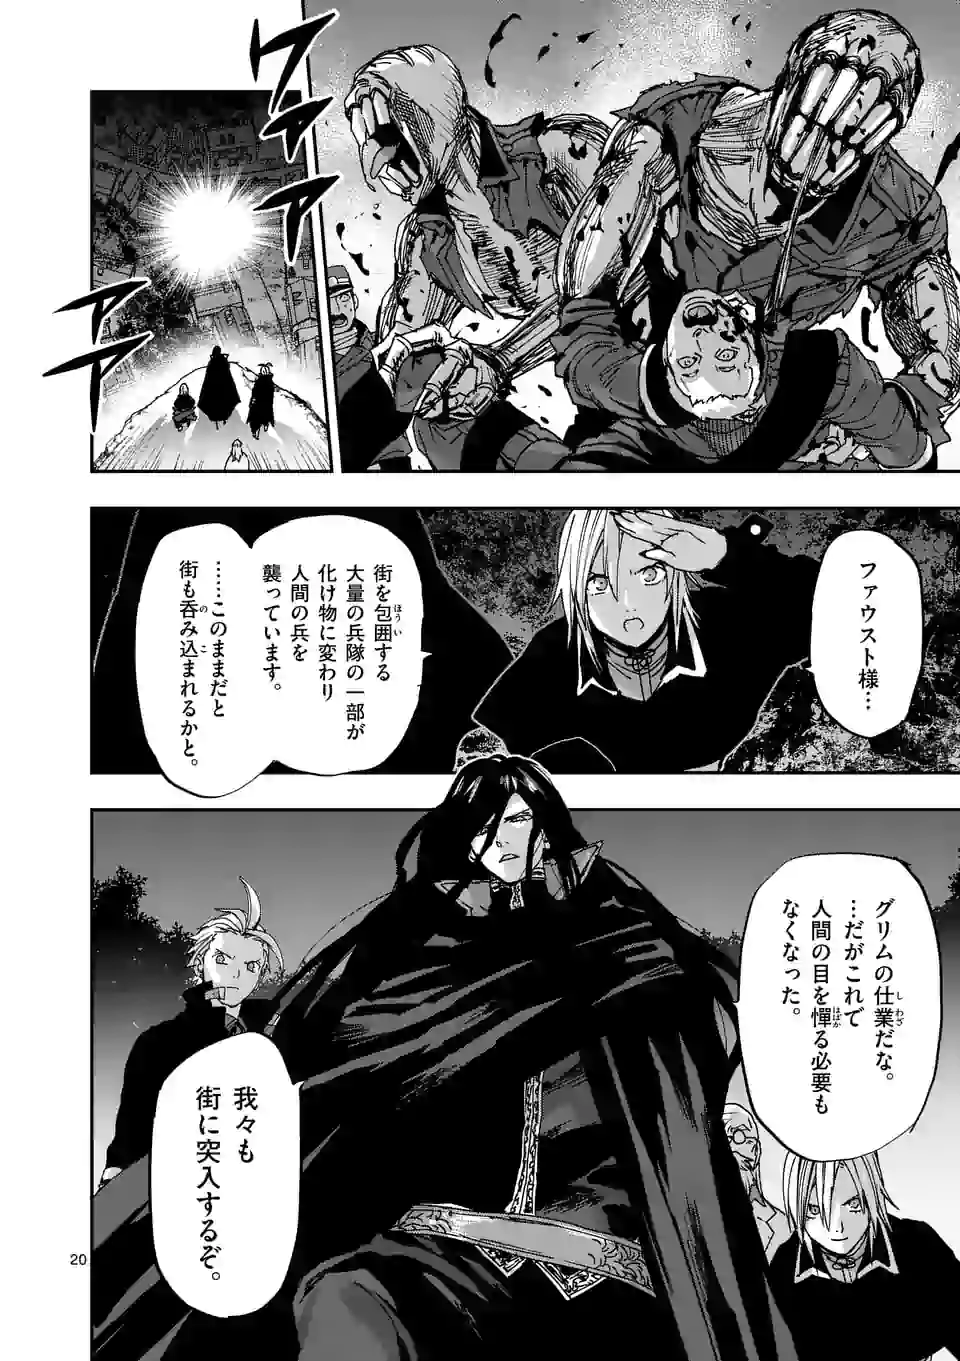 ワァ
ァァ
ファウスト様…
街を包囲する
大量の兵隊の一部が
化け物に変わり
人間の兵を
襲っています。
……このままだと
街も呑み込まれるかと。
グリムの仕業だな。
…だがこれで
人間の目を憚る必要も
なくなった。
我々も
街に突入するぞ。
20